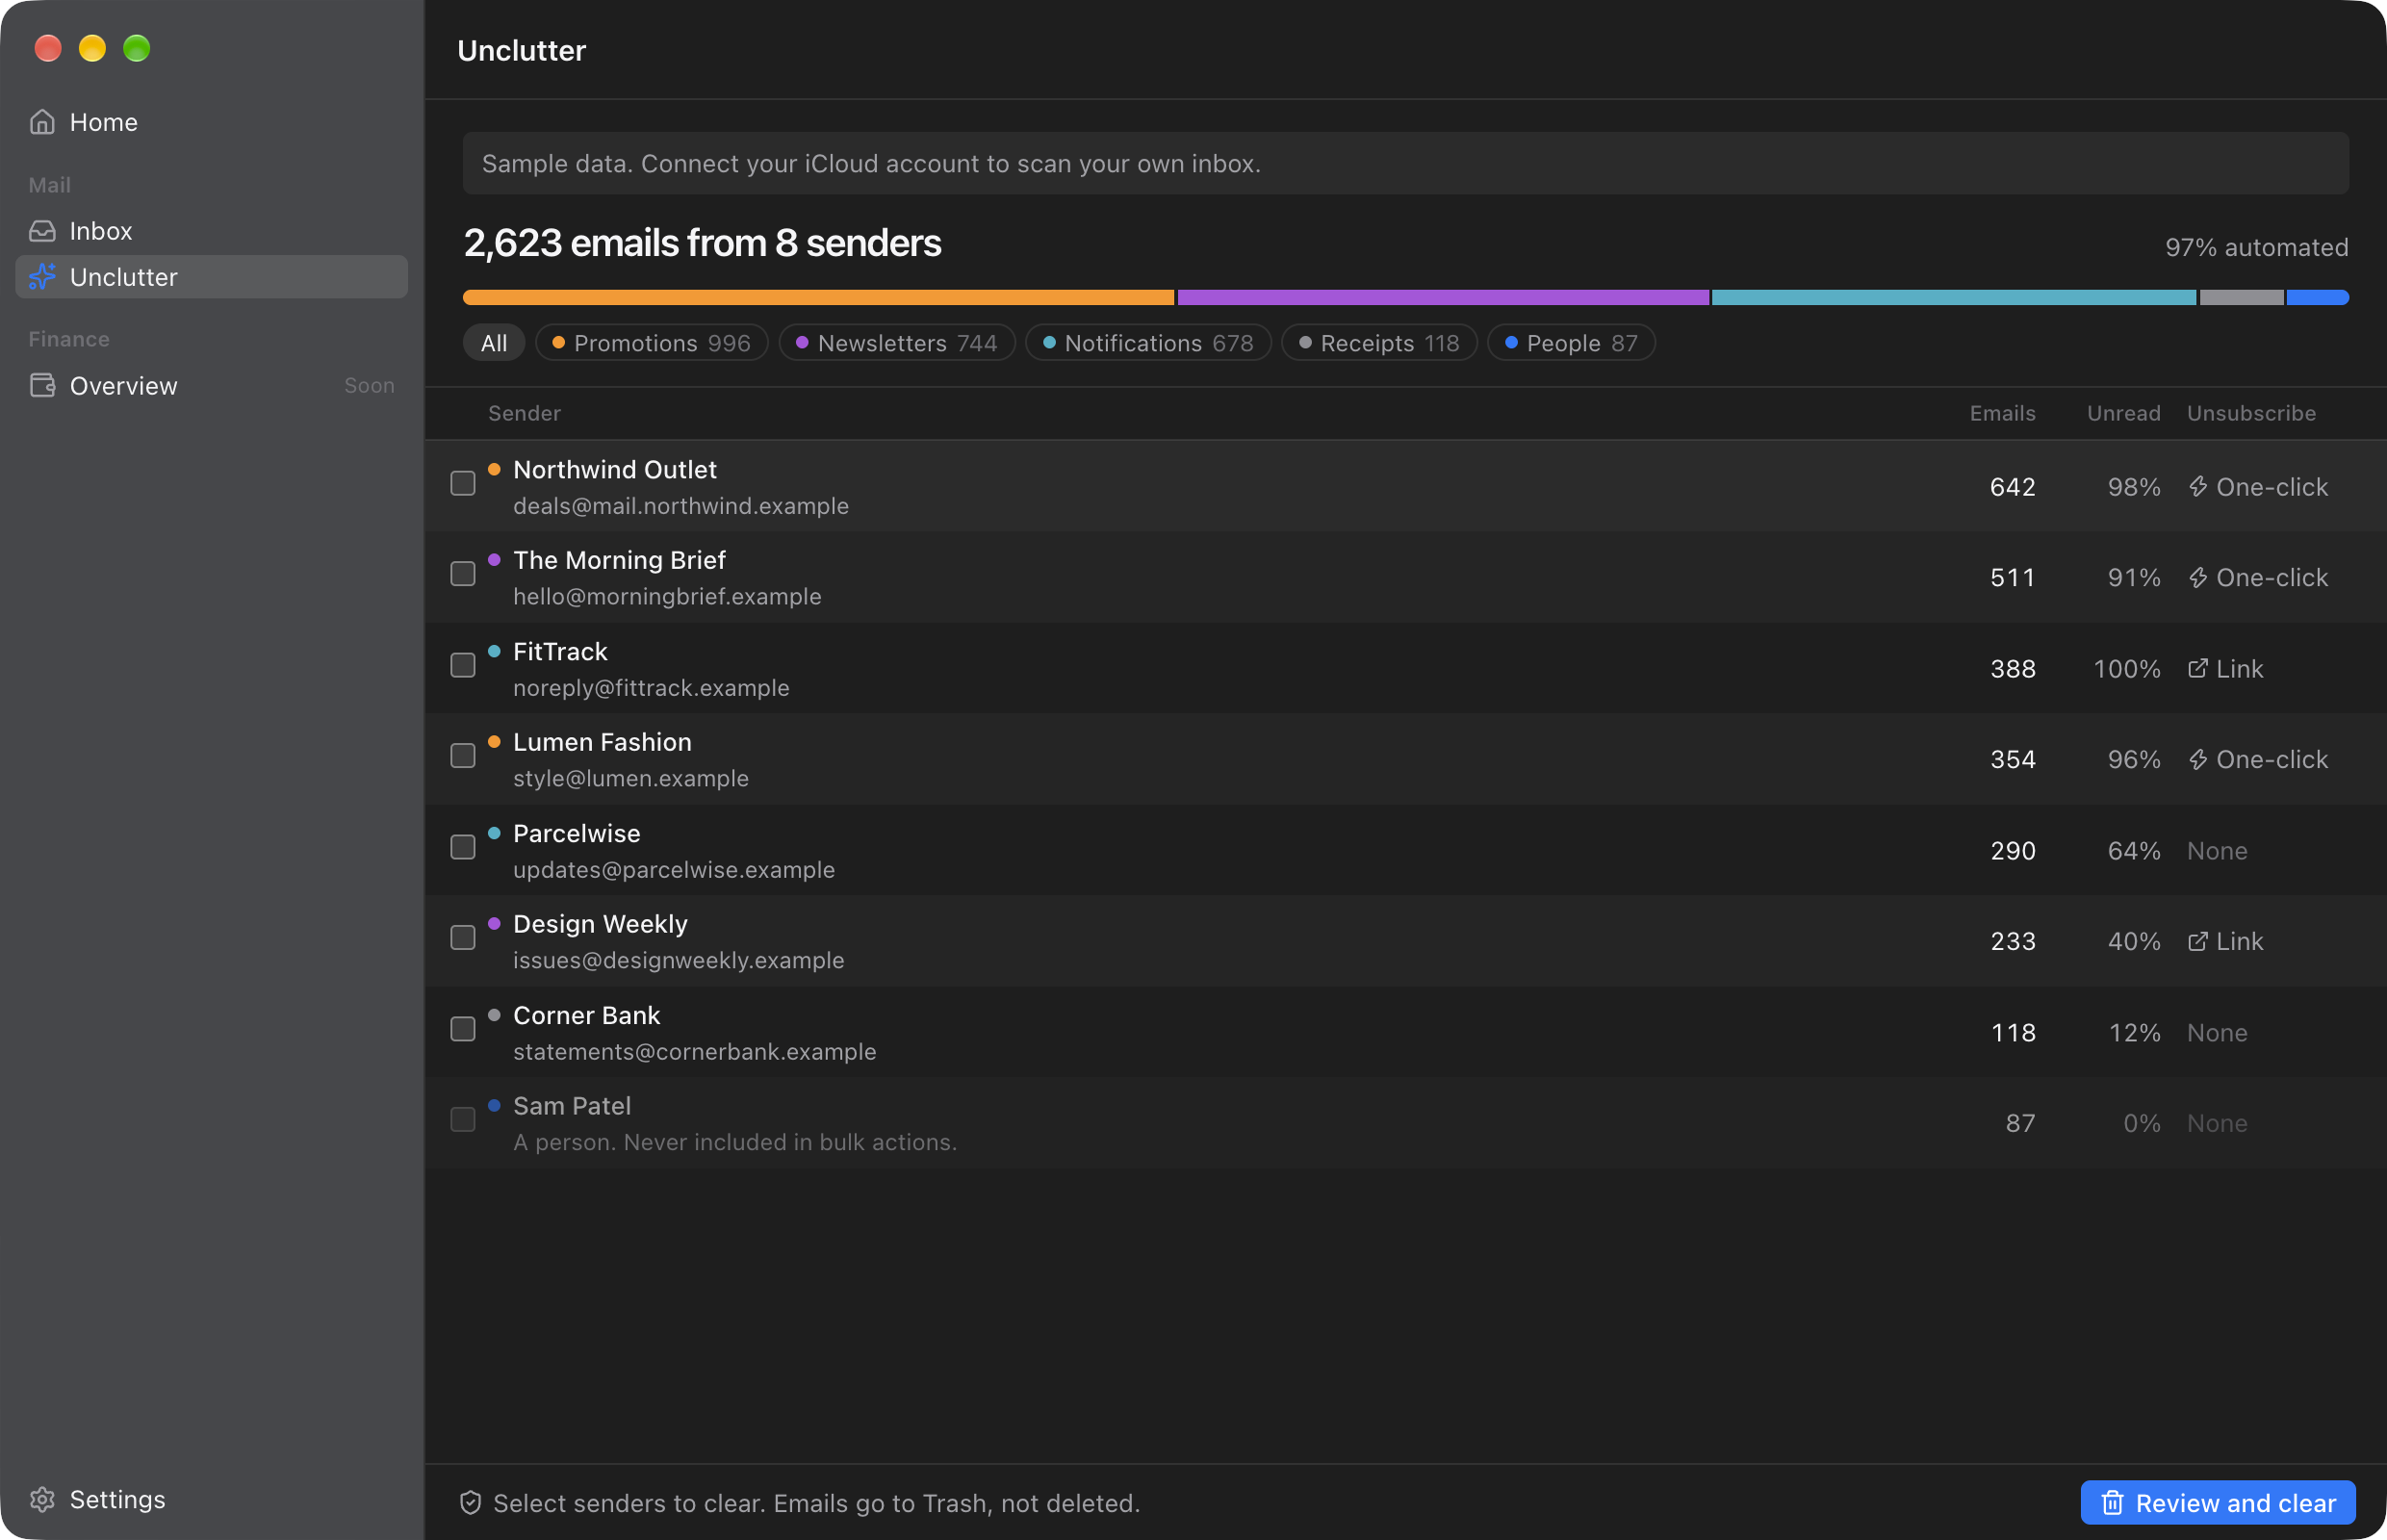 Unclutter
Home
Mail
Inbox
Unclutter
Finance
Overview Soon
Settings
Sample data. Connect your iCloud account to scan your own inbox.
2,623 emails from 8 senders
97% automated
All Promotions 996 Newsletters 744 Notifications 678 Receipts 118 People 87
Sender Emails Unread Unsubscribe
Northwind Outlet
deals@mail.northwind.example
642 98% One-click
The Morning Brief
hello@morningbrief.example
511 91% One-click
FitTrack
noreply@fittrack.example
388 100% Link
Lumen Fashion
style@lumen.example
354 96% One-click
Parcelwise
updates@parcelwise.example
290 64% None
Design Weekly
issues@designweekly.example
233 40% Link
Corner Bank
statements@cornerbank.example
118 12% None
Sam Patel
A person. Never included in bulk actions.
87 0% None
Select senders to clear. Emails go to Trash, not deleted.
Review and clear